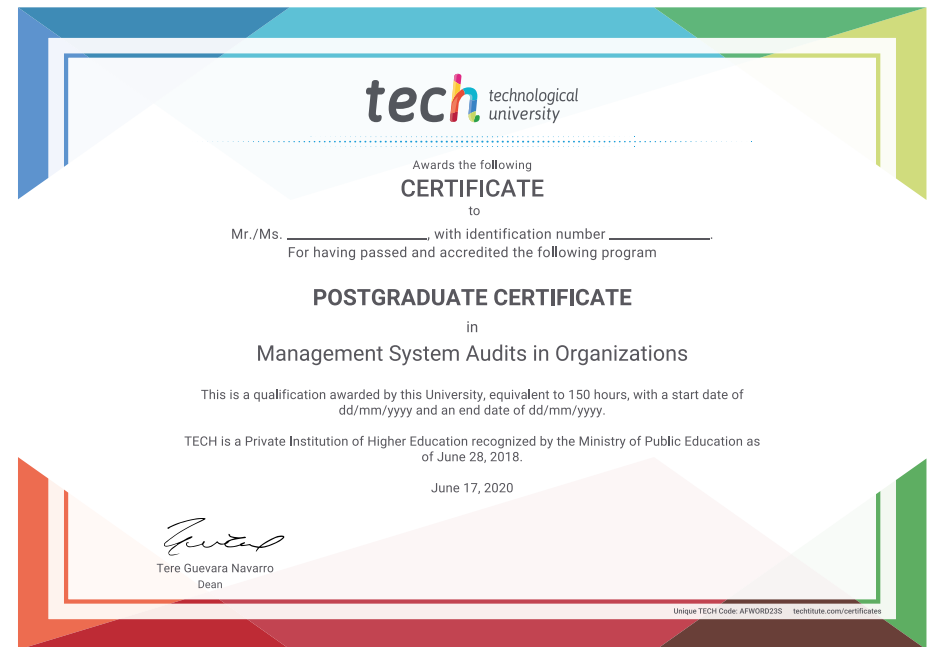 tech technological
university
Awards the following
CERTIFICATE
to
Mr./Ms. ____________________, with identification number ______________.
For having passed and accredited the following program
POSTGRADUATE CERTIFICATE
in
Management System Audits in Organizations
This is a qualification awarded by this University, equivalent to 150 hours, with a start date of
dd/mm/yyyy and an end date of dd/mm/yyyy.
TECH is a Private Institution of Higher Education recognized by the Ministry of Public Education as
of June 28, 2018.
June 17, 2020
Tere Guevara Navarro
Dean
Unique TECH Code: AFWORD23S techtitute.com/certificates